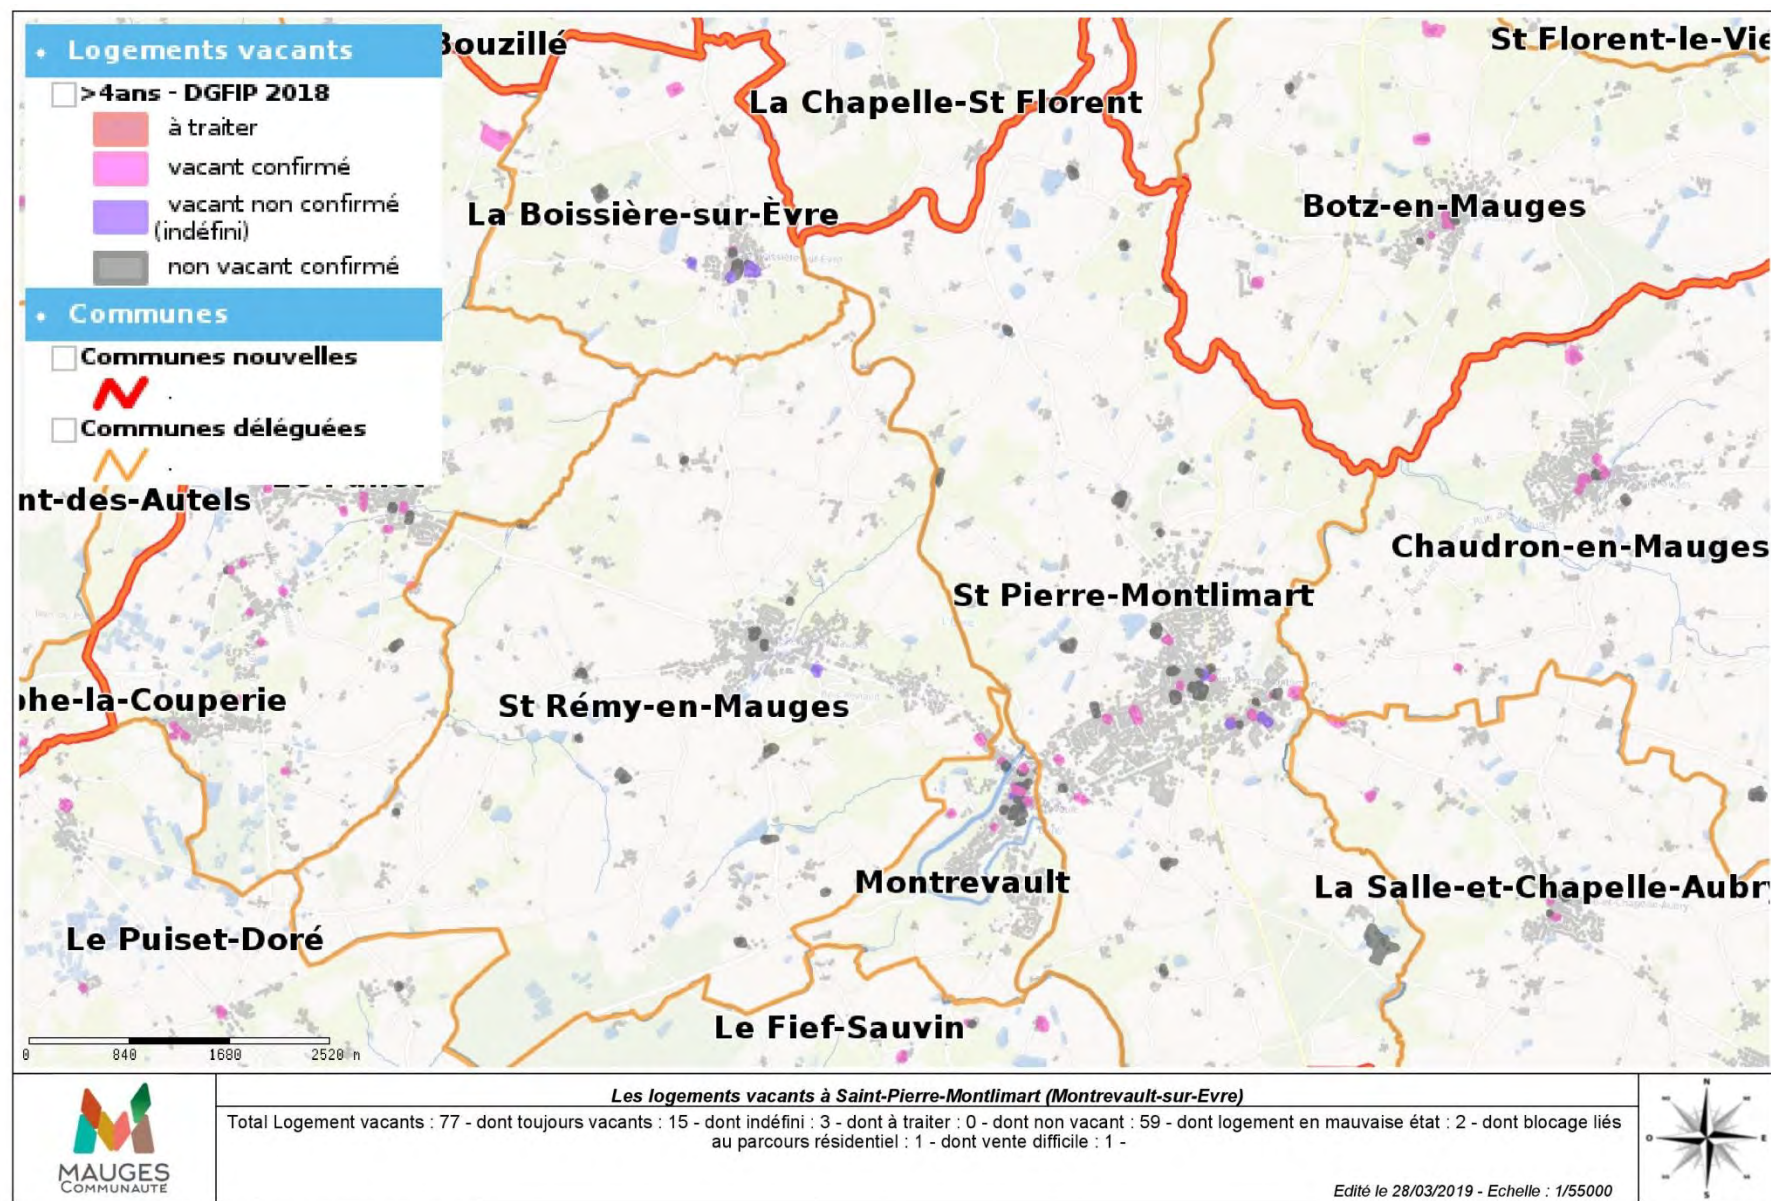 Logements vacants
>4ans - DGFIP 2018
à traiter
vacant confirmé
vacant non confirmé
(indéfini)
non vacant confirmé
Communes
Communes nouvelles
.
Communes déléguées
.
Bouzillé
St Florent-le-Vie
La Chapelle-St Florent
La Boissière-sur-Èvre
Botz-en-Mauges
nt-des-Autels
Chaudron-en-Mauges
St Pierre-Montlimart
phe-la-Couperie
St Rémy-en-Mauges
Montrevault
La Salle-et-Chapelle-Aubry
Le Puiset-Doré
Le Fief-Sauvin
0 840 1680 2520 m
MAUGES
COMMUNAUTÉ
Les logements vacants à Saint-Pierre-Montlimart (Montrevault-sur-Evre)
Total Logement vacants : 77 - dont toujours vacants : 15 - dont indéfini : 3 - dont à traiter : 0 - dont non vacant : 59 - dont logement en mauvaise état : 2 - dont blocage liés
au parcours résidentiel : 1 - dont vente difficile : 1 -
Edité le 28/03/2019 - Echelle : 1/55000
N
O
E
S